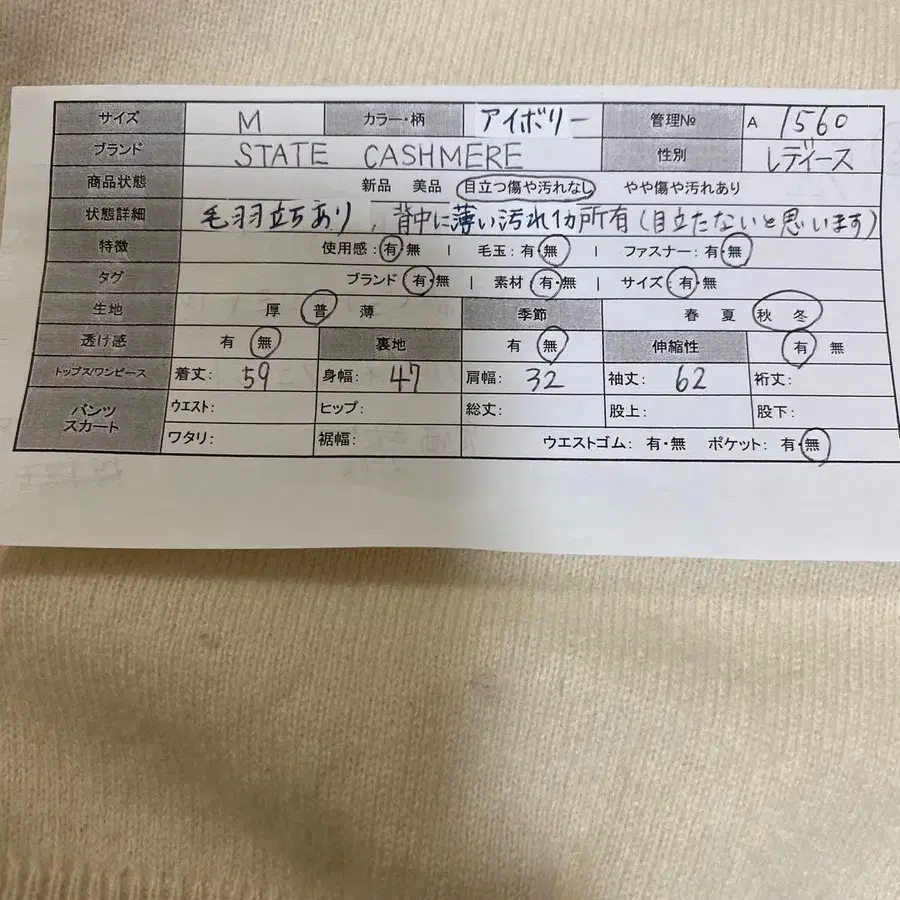 サイズ M カラー・柄 アイボリー 管理№ A 1560
ブランド STATE CASHMERE 性別 レディース
商品状態 新品 美品 目立つ傷や汚れなし やや傷や汚れあり
状態詳細 毛羽立ちあり、背中に薄い汚れ1カ所有(目立たないと思います)
特徴 使用感:有・無 | 毛玉:有・無 | ファスナー:有・無
タグ ブランド 有・無 | 素材 有・無 | サイズ:有・無
生地 厚 普 薄 季節 春 夏 秋 冬
透け感 有 無 裏地 有 無 伸縮性 有 無
トップス/ワンピース 着丈: 59 身幅: 47 肩幅: 32 袖丈: 62 裄丈:
パンツ スカート ウエスト: ヒップ: 総丈: 股上: 股下:
ワタリ: 裾幅: ウエストゴム: 有・無 ポケット: 有・無